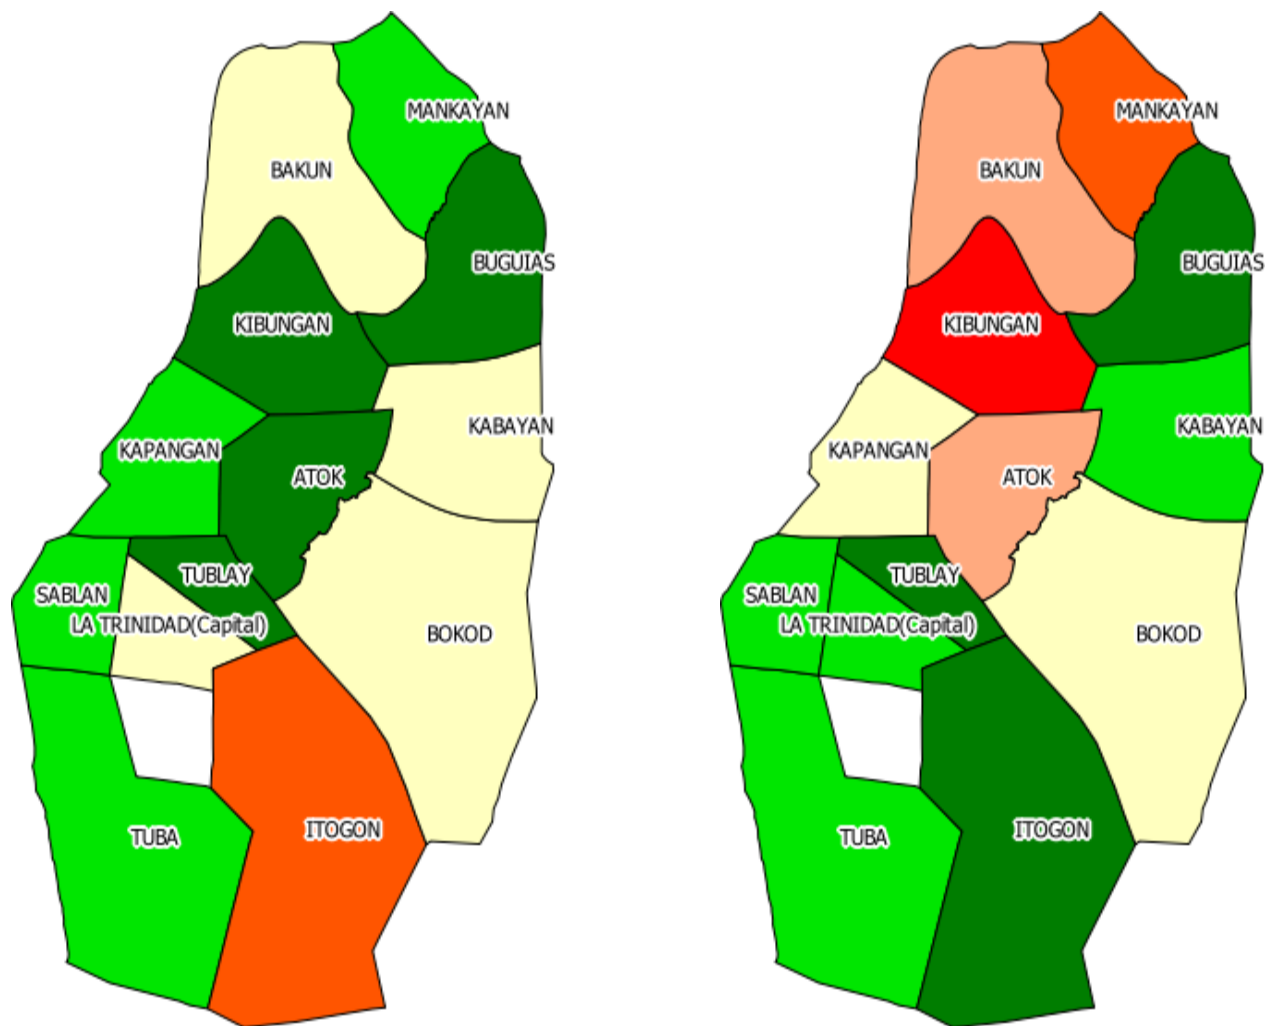 MANKAYAN
BAKUN
BUGUIAS
KIBUNGAN
KABAYAN
KAPANGAN
ATOK
TUBLAY
SABLAN
LA TRINIDAD(Capital)
BOKOD
ITOGON
TUBA
MANKAYAN
BAKUN
BUGUIAS
KIBUNGAN
KABAYAN
KAPANGAN
ATOK
TUBLAY
SABLAN
LA TRINIDAD(Capital)
BOKOD
ITOGON
TUBA